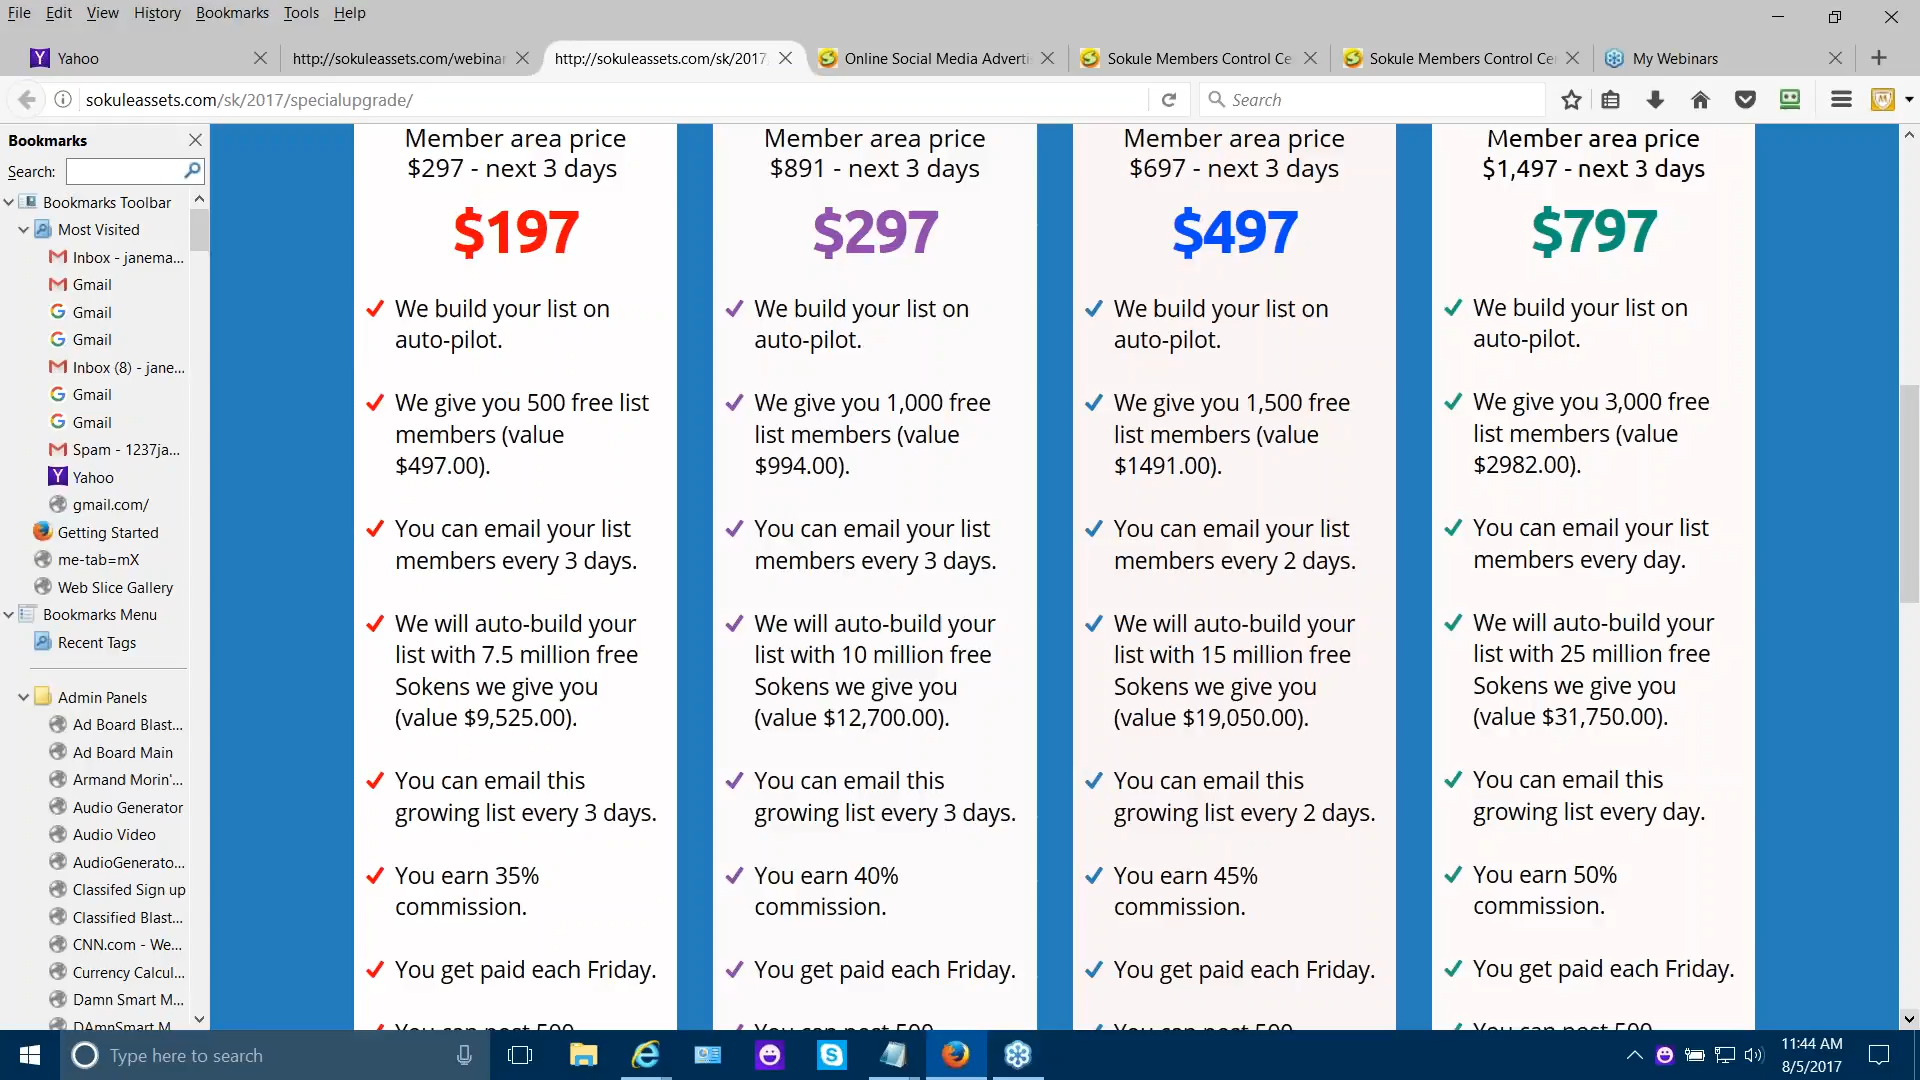 File Edit View History Bookmarks Tools Help
Yahoo
http://sokuleassets.com/webinar
http://sokuleassets.com/sk/2017
Online Social Media Adverti
Sokule Members Control Ce
Sokule Members Control Ce
My Webinars
sokuleassets.com/sk/2017/specialupgrade/
Search
Bookmarks
Search:
Bookmarks Toolbar
Most Visited
Inbox - janema...
Gmail
Gmail
Gmail
Inbox (8) - jane...
Gmail
Gmail
Spam - 1237ja...
Yahoo
gmail.com/
Getting Started
me-tab=mX
Web Slice Gallery
Bookmarks Menu
Recent Tags
Admin Panels
Ad Board Blast...
Ad Board Main
Armand Morin'...
Audio Generator
Audio Video
AudioGenerato...
Classifed Sign up
Classified Blast...
CNN.com - We...
Currency Calcul...
Damn Smart M...
DAmnSmart M
Member area price
$297 - next 3 days
$197
We build your list on
auto-pilot.
We give you 500 free list
members (value
$497.00).
You can email your list
members every 3 days.
We will auto-build your
list with 7.5 million free
Sokens we give you
(value $9,525.00).
You can email this
growing list every 3 days.
You earn 35%
commission.
You get paid each Friday.
You can post 500
Member area price
$891 - next 3 days
$297
We build your list on
auto-pilot.
We give you 1,000 free
list members (value
$994.00).
You can email your list
members every 3 days.
We will auto-build your
list with 10 million free
Sokens we give you
(value $12,700.00).
You can email this
growing list every 3 days.
You earn 40%
commission.
You get paid each Friday.
You can post 500
Member area price
$697 - next 3 days
$497
We build your list on
auto-pilot.
We give you 1,500 free
list members (value
$1491.00).
You can email your list
members every 2 days.
We will auto-build your
list with 15 million free
Sokens we give you
(value $19,050.00).
You can email this
growing list every 2 days.
You earn 45%
commission.
You get paid each Friday.
You can post 500
Member area price
$1,497 - next 3 days
$797
We build your list on
auto-pilot.
We give you 3,000 free
list members (value
$2982.00).
You can email your list
members every day.
We will auto-build your
list with 25 million free
Sokens we give you
(value $31,750.00).
You can email this
growing list every day.
You earn 50%
commission.
You get paid each Friday.
You can post 500
Type here to search
11:44 AM
8/5/2017